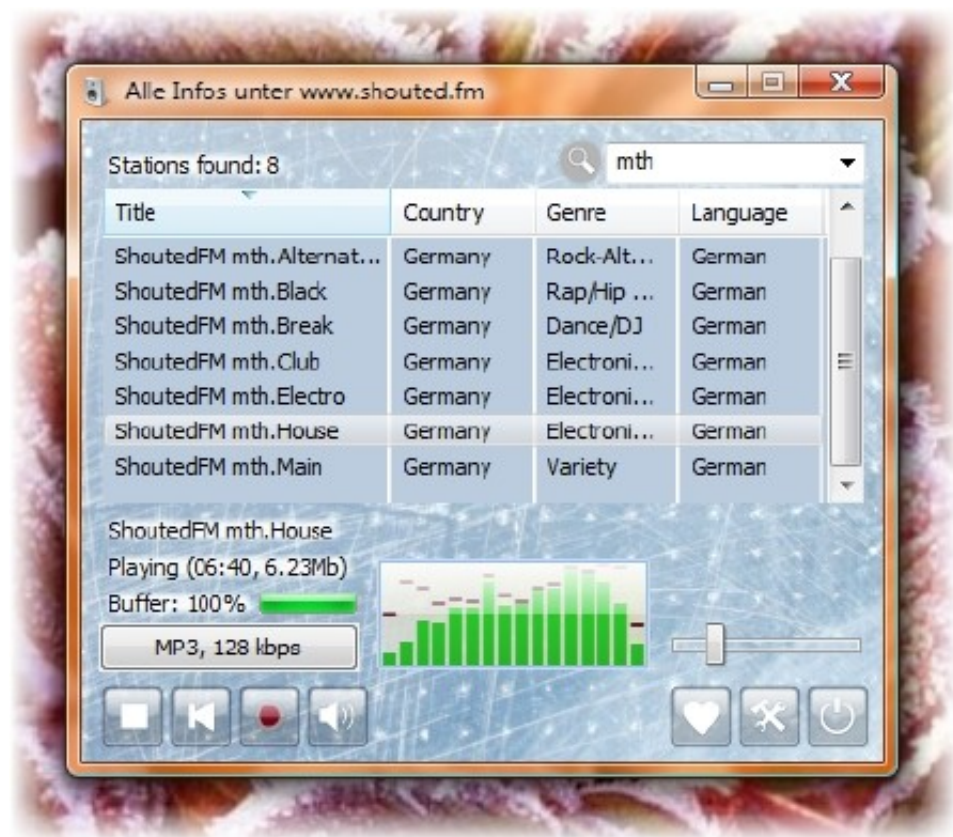 Alle Infos unter www.shouted.fm
Stations found: 8 mth
Title Country Genre Language
ShoutedFM mth.Alternat... Germany Rock-Alt... German
ShoutedFM mth.Black Germany Rap/Hip ... German
ShoutedFM mth.Break Germany Dance/DJ German
ShoutedFM mth.Club Germany Electroni... German
ShoutedFM mth.Electro Germany Electroni... German
ShoutedFM mth.House Germany Electroni... German
ShoutedFM mth.Main Germany Variety German
ShoutedFM mth.House
Playing (06:40, 6.23Mb)
Buffer: 100%
MP3, 128 kbps